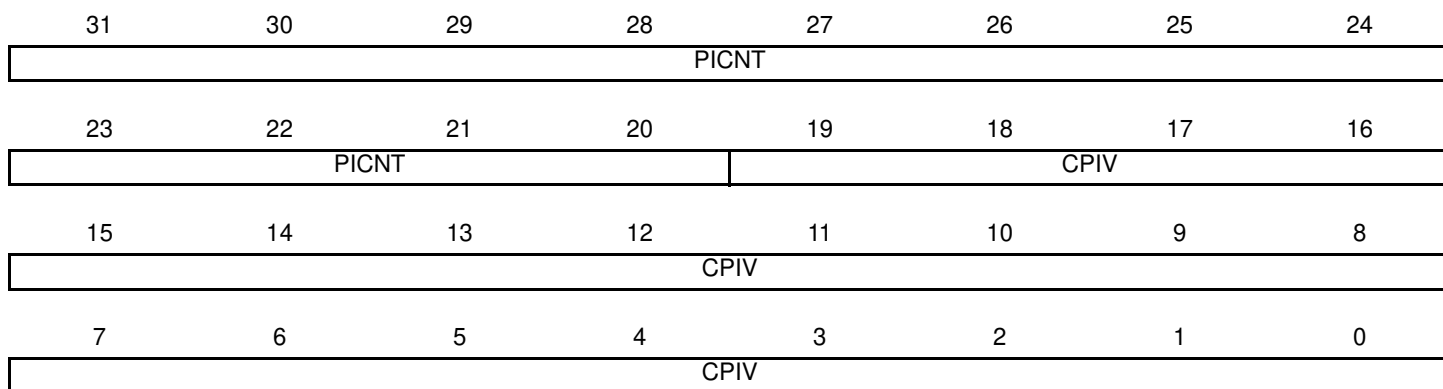 31 30 29 28 27 26 25 24
PICNT
23 22 21 20 19 18 17 16
PICNT CPIV
15 14 13 12 11 10 9 8
CPIV
7 6 5 4 3 2 1 0
CPIV